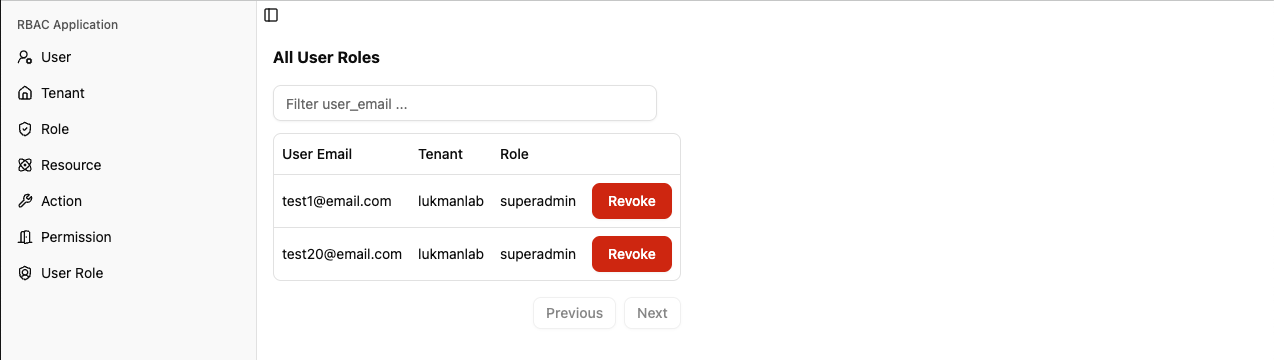 RBAC Application
User
Tenant
Role
Resource
Action
Permission
User Role
All User Roles
Filter user_email ...
User Email Tenant Role
test1@email.com lukmanlab superadmin Revoke
test20@email.com lukmanlab superadmin Revoke
Previous Next